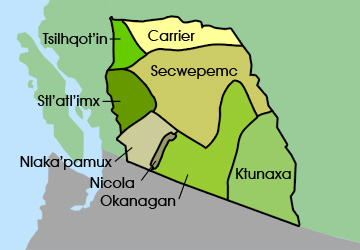 Tsilhqot'in
Carrier
Secwepemc
Stl'atl'imx
Nlaka'pamux
Nicola
Okanagan
Ktunaxa